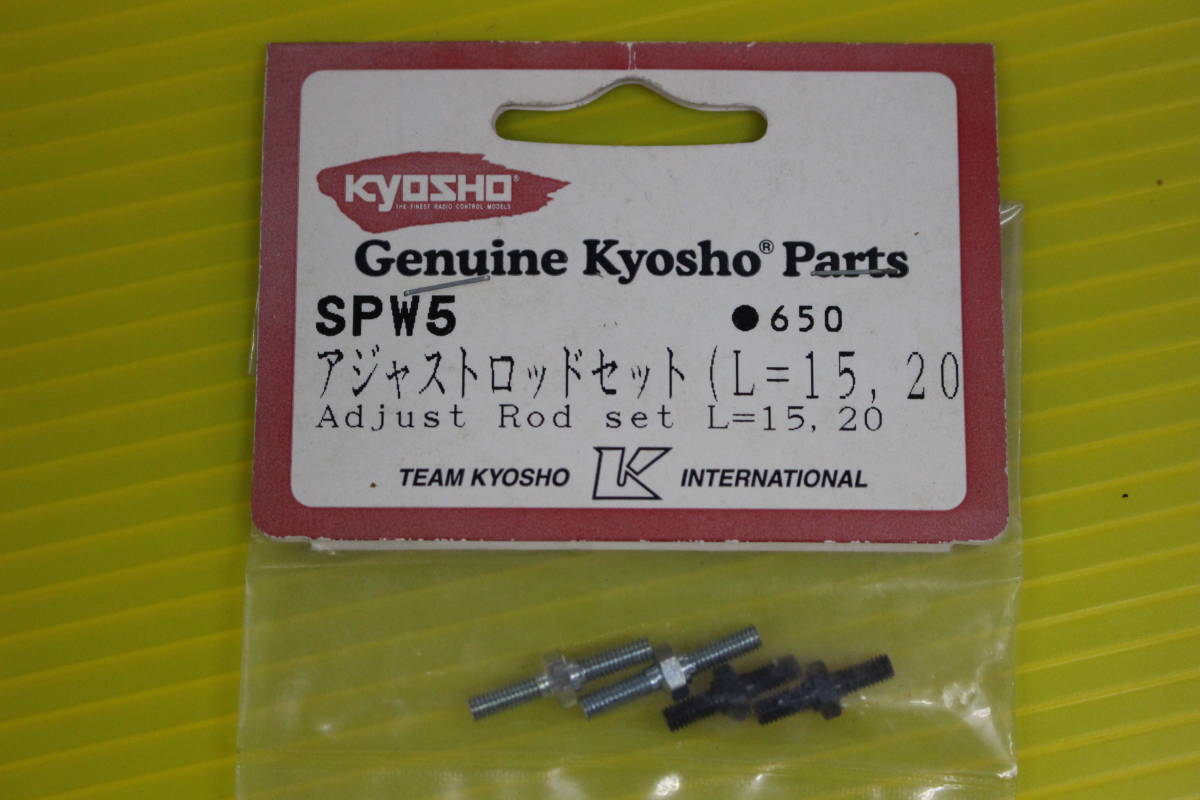 KYOSHO®
THE FINEST RADIO CONTROL MODELS
Genuine Kyosho® Parts
SPW5 ●650
アジャストロッドセット(L=15, 20
Adjust Rod set L=15, 20
TEAM KYOSHO K INTERNATIONAL